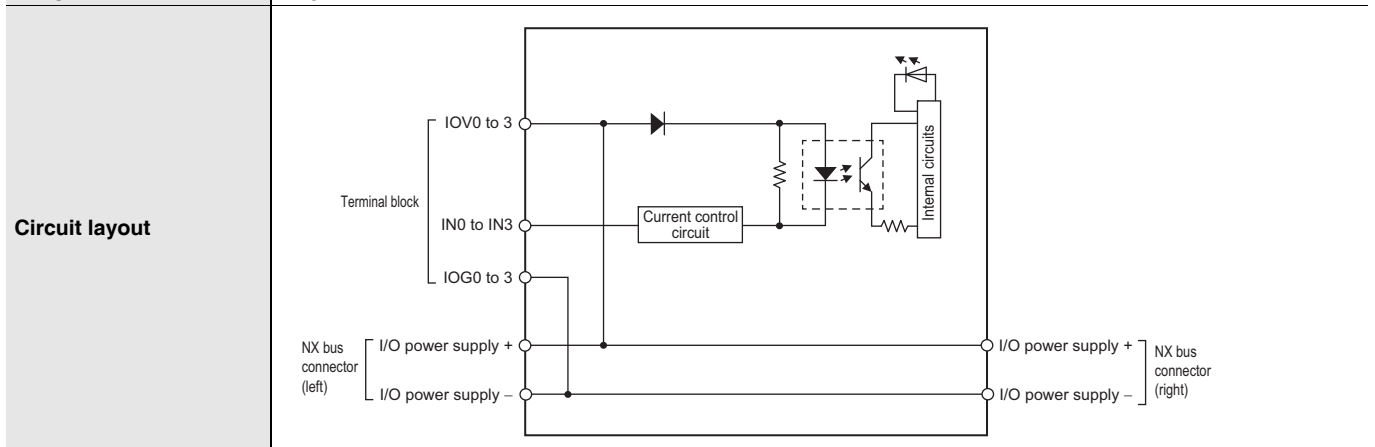 Circuit layout
Terminal block
IOV0 to 3
IN0 to IN3
IOG0 to 3
Current control
circuit
Internal circuits
NX bus
connector
(left)
I/O power supply +
I/O power supply −
I/O power supply +
I/O power supply −
NX bus
connector
(right)